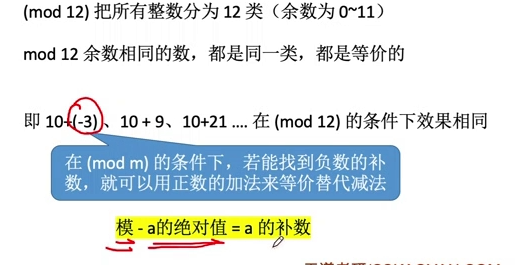 (mod 12) 把所有整数分为 12 类（余数为 0~11）
mod 12 余数相同的数，都是同一类，都是等价的
即 10+(-3)、10 + 9、10+21 .... 在 (mod 12) 的条件下效果相同
在 (mod m) 的条件下，若能找到负数的补
数，就可以用正数的加法来等价替代减法
模 - a的绝对值 = a 的补数